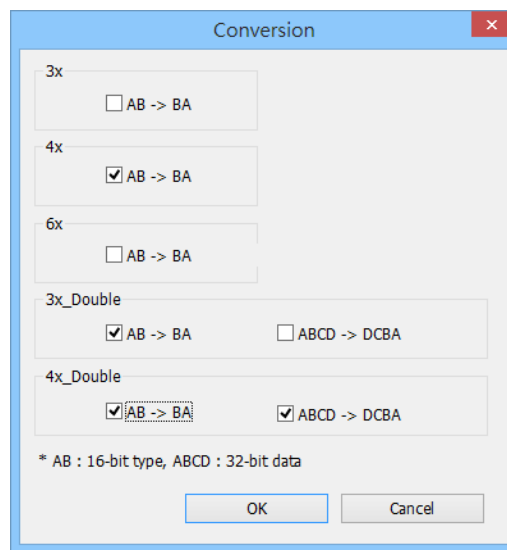 Conversion
3x
AB -> BA
4x
AB -> BA
6x
AB -> BA
3x_Double
AB -> BA ABCD -> DCBA
4x_Double
AB -> BA ABCD -> DCBA
* AB : 16-bit type, ABCD : 32-bit data
OK Cancel